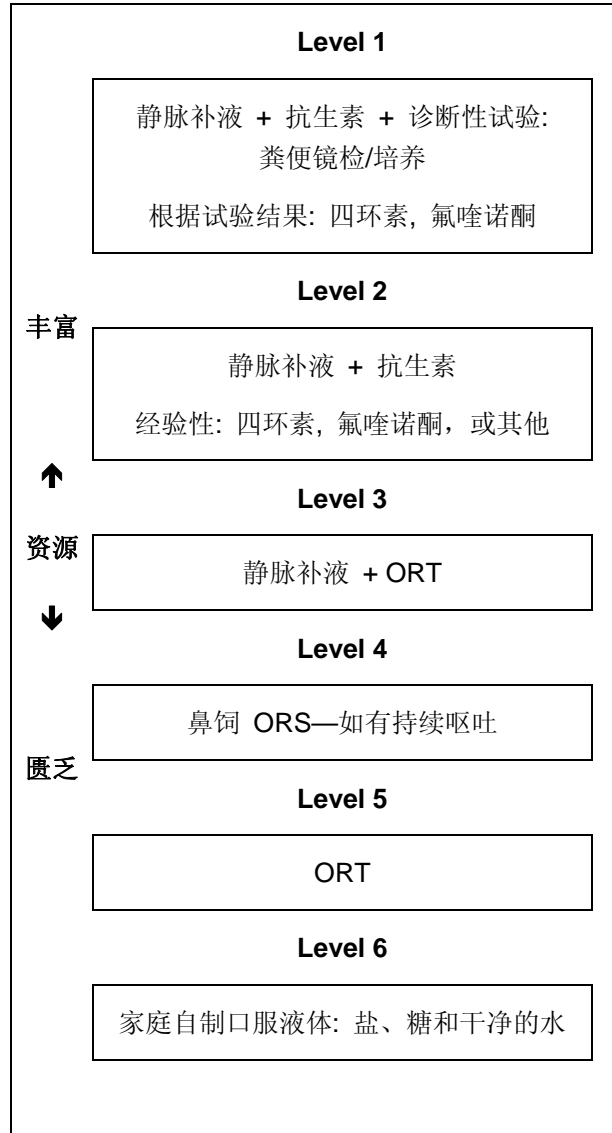 Level 1
静脉补液 + 抗生素 + 诊断性试验:
粪便镜检/培养
根据试验结果: 四环素, 氟喹诺酮
Level 2
丰富
静脉补液 + 抗生素
经验性: 四环素, 氟喹诺酮，或其他
↑
Level 3
资源
静脉补液 + ORT
↓
Level 4
鼻饲 ORS—如有持续呕吐
匮乏
Level 5
ORT
Level 6
家庭自制口服液体: 盐、糖和干净的水